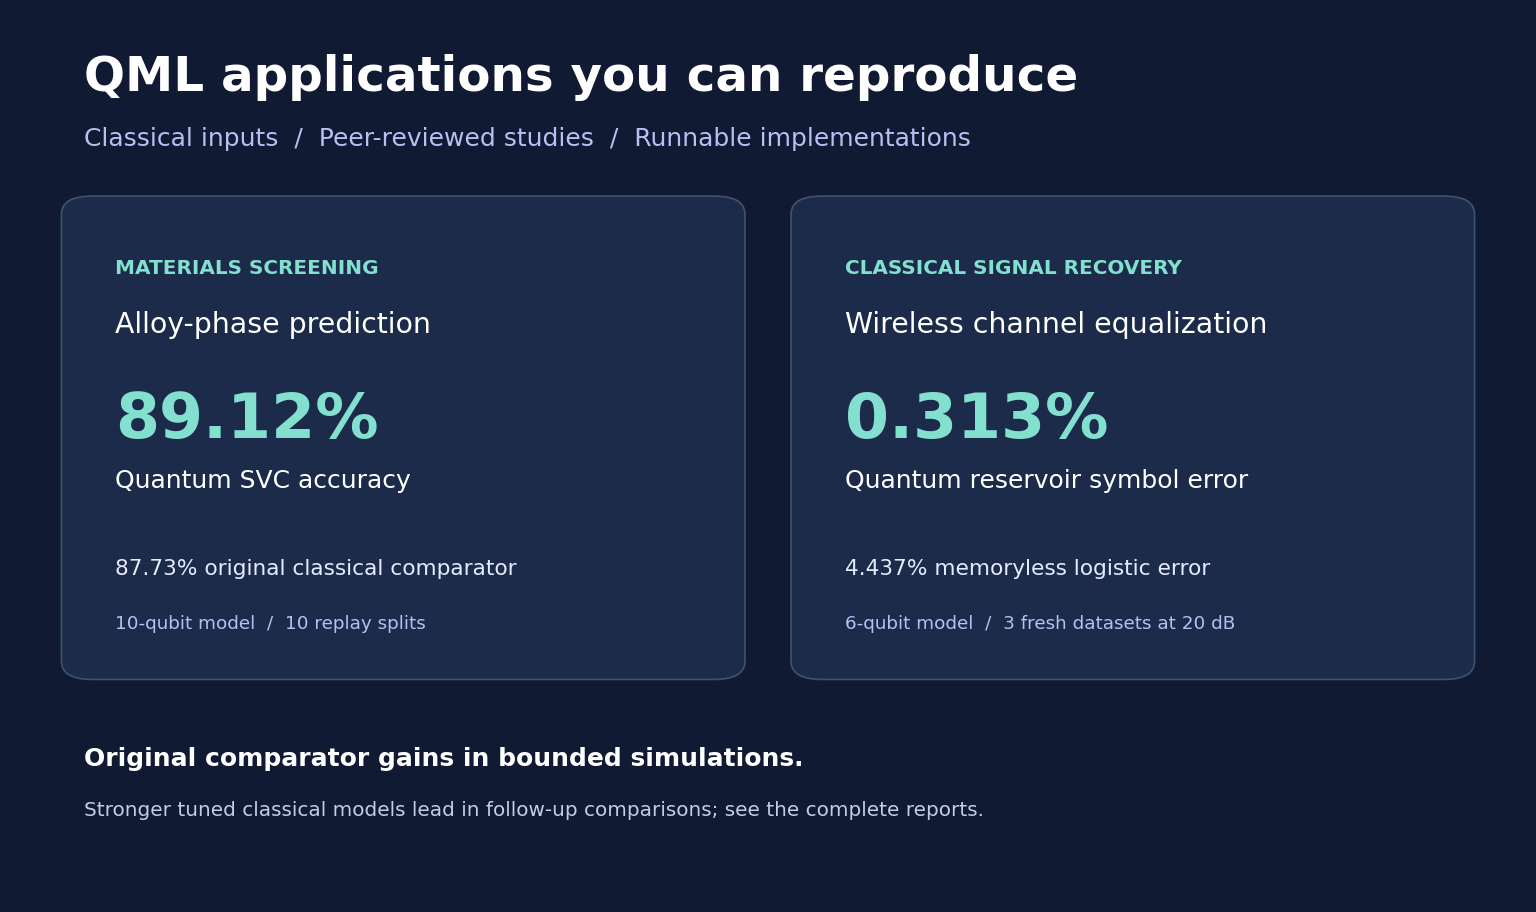 QML applications you can reproduce
Classical inputs / Peer-reviewed studies / Runnable implementations
MATERIALS SCREENING
Alloy-phase prediction
89.12%
Quantum SVC accuracy
87.73% original classical comparator
10-qubit model / 10 replay splits
CLASSICAL SIGNAL RECOVERY
Wireless channel equalization
0.313%
Quantum reservoir symbol error
4.437% memoryless logistic error
6-qubit model / 3 fresh datasets at 20 dB
Original comparator gains in bounded simulations.
Stronger tuned classical models lead in follow-up comparisons; see the complete reports.